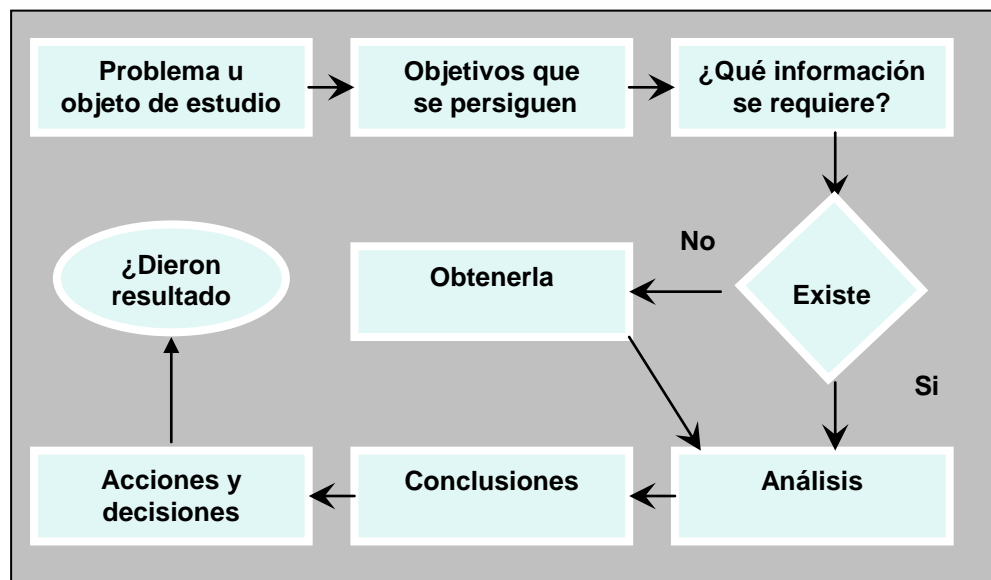 Problema u
objeto de estudio
Objetivos que
se persiguen
¿Qué información
se requiere?
¿Dieron
resultado
Obtenerla
No
Existe
Si
Acciones y
decisiones
Conclusiones
Análisis